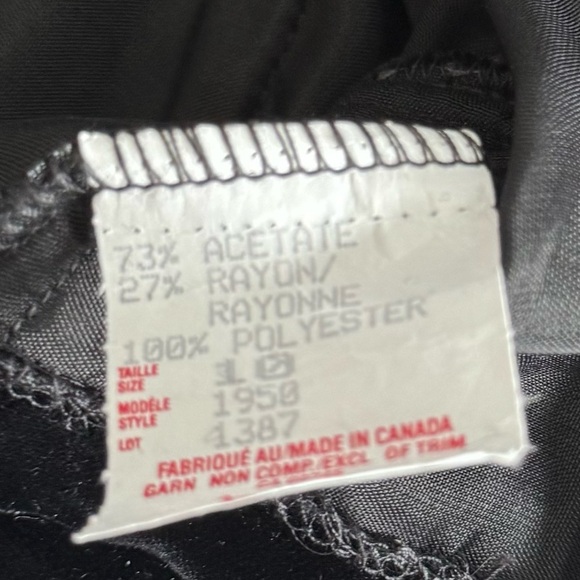 73% ACETATE
27% RAYON/
RAYONNE
100% POLYESTER
TAILLE
SIZE 10
MODÈLE
STYLE 1950
LOT 1387
FABRIQUÉ AU/MADE IN CANADA
GARN NON COMP/EXCL OF TRIM